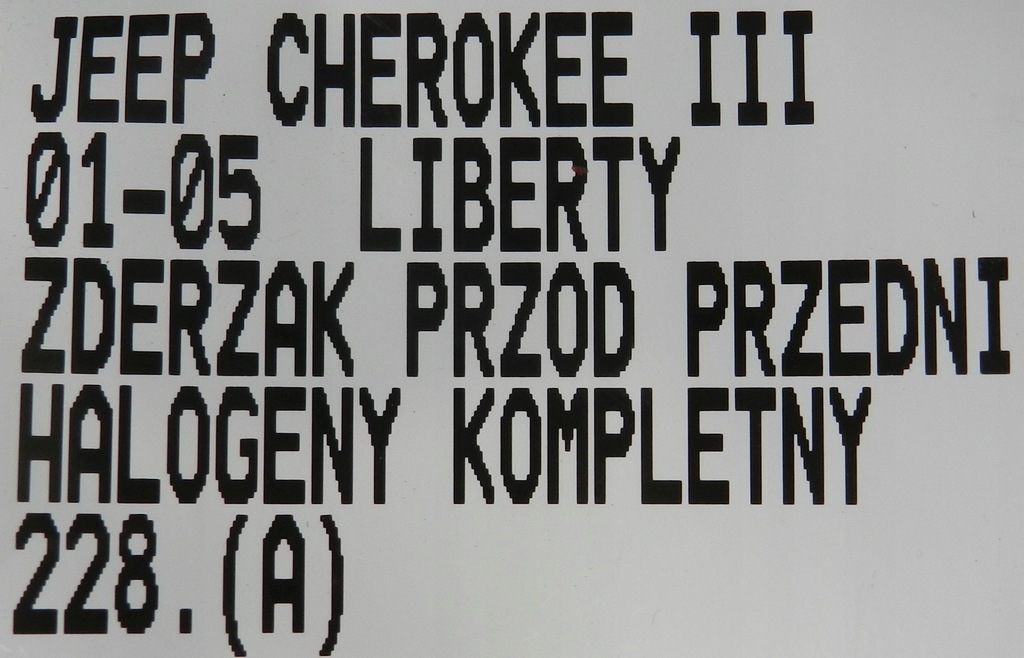 JEEP CHEROKEE III
01-05 LIBERTY
ZDERZAK PRZOD PRZEDNI
HALOGENY KOMPLETNY
228.(A)